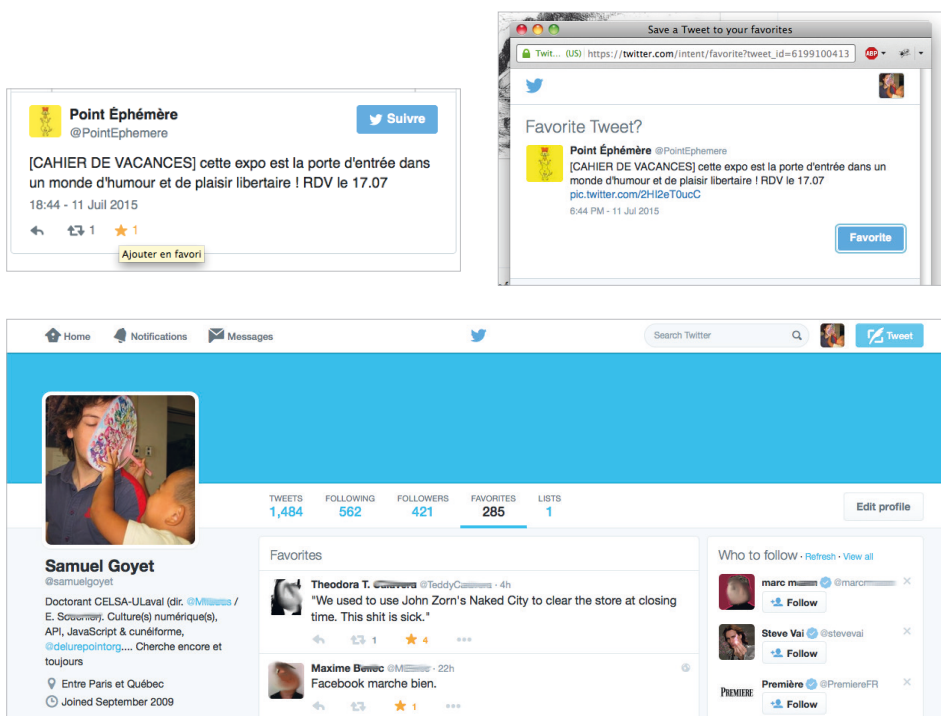 Point Éphémère
@PointEphemere
Suivre
[CAHIER DE VACANCES] cette expo est la porte d'entrée dans
un monde d'humour et de plaisir libertaire ! RDV le 17.07
18:44 - 11 Juil 2015
1 1
Ajouter en favori
Save a Tweet to your favorites
Twit... (US) https://twitter.com/intent/favorite?tweet_id=6199100413
ABP
Favorite Tweet?
Point Éphémère @PointEphemere
[CAHIER DE VACANCES] cette expo est la porte d'entrée dans un
monde d'humour et de plaisir libertaire ! RDV le 17.07
pic.twitter.com/2HI2eT0ucC
6:44 PM - 11 Jul 2015
Favorite
Home Notifications Messages Search Twitter Tweet
TWEETS FOLLOWING FOLLOWERS FAVORITES LISTS
1,484 562 421 285 1
Edit profile
Samuel Goyet
@samuelgoyet
Doctorant CELSA-ULaval (dir. /
E. Culture(s) numérique(s),
API, JavaScript & cunéiforme,
@delurepointorg.... Cherche encore et
toujours
Entre Paris et Québec
Joined September 2009
Favorites
Theodora T. · 4h
"We used to use John Zorn's Naked City to clear the store at closing
time. This shit is sick."
1 4
Maxime · 22h
Facebook marche bien.
1
Who to follow · Refresh · View all
marc
Follow
Steve Vai @stevevai
Follow
PREMIERE
Première @PremiereFR
Follow